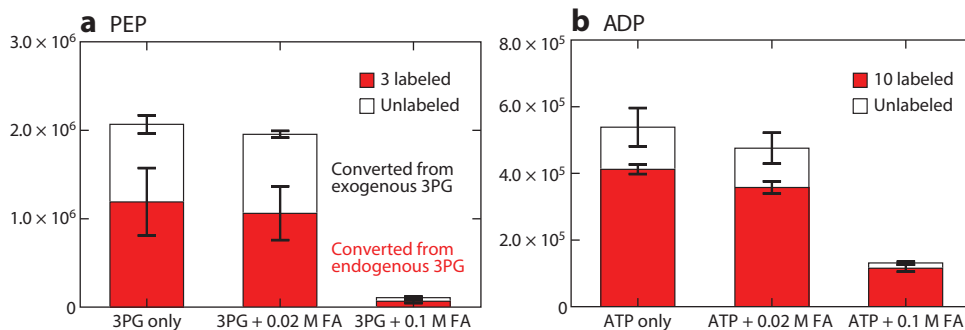 a PEP
3.0 × 10⁶
2.0 × 10⁶
1.0 × 10⁶
0
3 labeled
Unlabeled
Converted from
exogenous 3PG
Converted from
endogenous 3PG
3PG only
3PG + 0.02 M FA
3PG + 0.1 M FA
b ADP
8.0 × 10⁵
6.0 × 10⁵
4.0 × 10⁵
2.0 × 10⁵
0
10 labeled
Unlabeled
ATP only
ATP + 0.02 M FA
ATP + 0.1 M FA